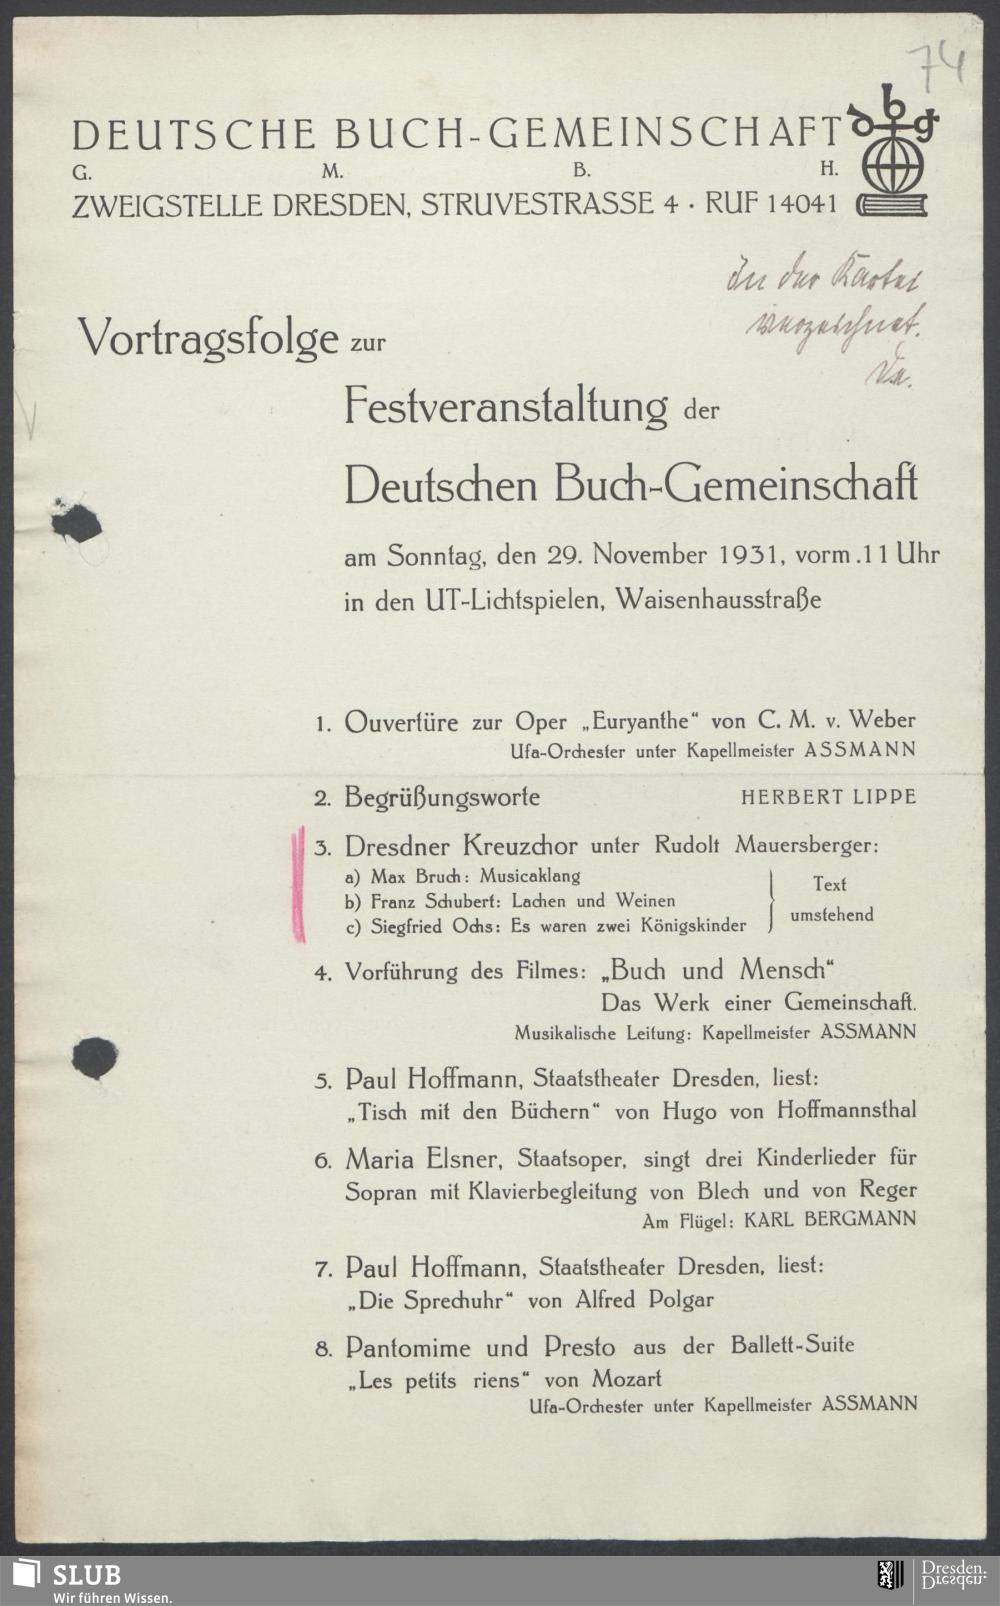 74
DEUTSCHE BUCH-GEMEINSCHAFT
dbg
G. M. B. H.
ZWEIGSTELLE DRESDEN, STRUVESTRASSE 4 · RUF 14041
In der Kartei
verzeichnet.
Vortragsfolge zur
Festveranstaltung der
Deutschen Buch-Gemeinschaft
am Sonntag, den 29. November 1931, vorm. 11 Uhr
in den UT-Lichtspielen, Waisenhausstraße
1. Ouvertüre zur Oper „Euryanthe“ von C. M. v. Weber
Ufa-Orchester unter Kapellmeister ASSMANN
2. Begrüßungsworte HERBERT LIPPE
3. Dresdner Kreuzchor unter Rudolf Mauersberger:
a) Max Bruch: Musicaklang
b) Franz Schubert: Lachen und Weinen
c) Siegfried Ochs: Es waren zwei Königskinder
Text
umstehend
4. Vorführung des Filmes: „Buch und Mensch“
Das Werk einer Gemeinschaft.
Musikalische Leitung: Kapellmeister ASSMANN
5. Paul Hoffmann, Staatstheater Dresden, liest:
„Tisch mit den Büchern“ von Hugo von Hoffmannsthal
6. Maria Elsner, Staatsoper, singt drei Kinderlieder für
Sopran mit Klavierbegleitung von Blech und von Reger
Am Flügel: KARL BERGMANN
7. Paul Hoffmann, Staatstheater Dresden, liest:
„Die Sprechuhr“ von Alfred Polgar
8. Pantomime und Presto aus der Ballett-Suite
„Les petits riens“ von Mozart
Ufa-Orchester unter Kapellmeister ASSMANN
SLUB
Wir führen Wissen.
Dresden.
Dresden.